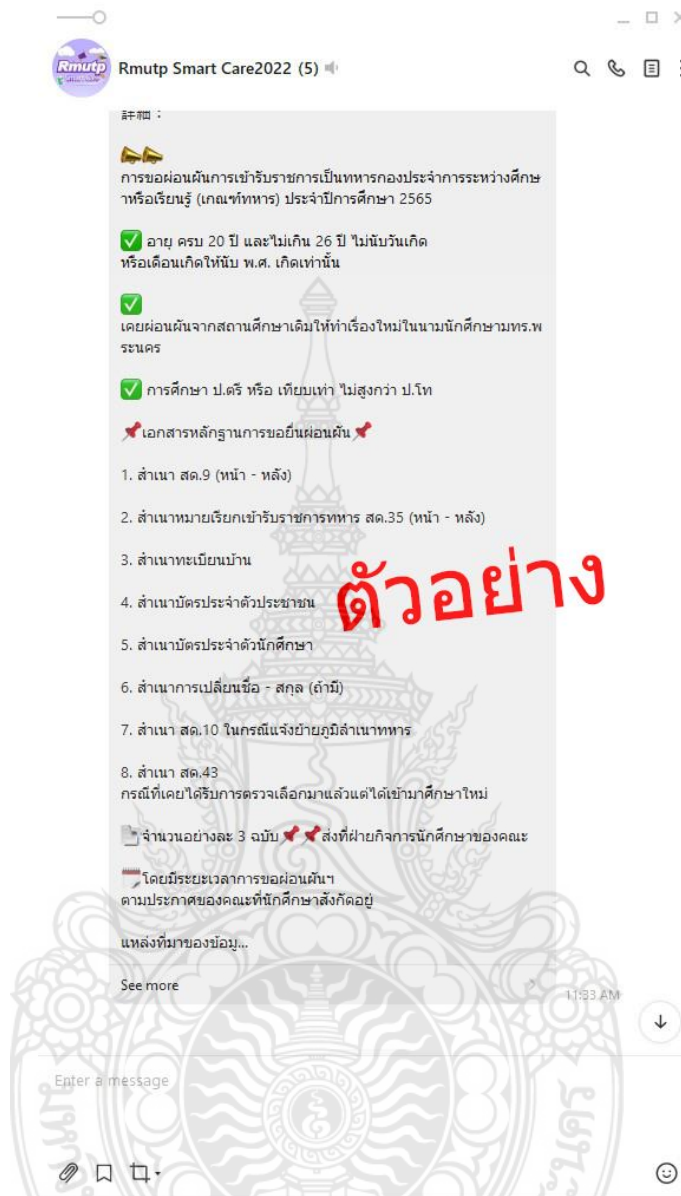 Rmutp
Rmutp Smart Care2022 (5)
詳細：
การขอผ่อนผันการเข้ารับราชการเป็นทหารกองประจำการระหว่างศึกษ
าหรือเรียนรู้ (เกณฑ์ทหาร) ประจำปีการศึกษา 2565
อายุ ครบ 20 ปี และไม่เกิน 26 ปี ไม่นับวันเกิด
หรือเดือนเกิดให้นับ พ.ศ. เกิดเท่านั้น
เคยผ่อนผันจากสถานศึกษาเดิมให้ทำเรื่องใหม่ในนามนักศึกษามทร.พ
ระนคร
การศึกษา ป.ตรี หรือ เทียบเท่า ไม่สูงกว่า ป.โท
เอกสารหลักฐานการขอยื่นผ่อนผัน
1. สำเนา สด.9 (หน้า - หลัง)
2. สำเนาหมายเรียกเข้ารับราชการทหาร สด.35 (หน้า - หลัง)
3. สำเนาทะเบียนบ้าน
4. สำเนาบัตรประจำตัวประชาชน
ตัวอย่าง
5. สำเนาบัตรประจำตัวนักศึกษา
6. สำเนาการเปลี่ยนชื่อ - สกุล (ถ้ามี)
7. สำเนา สด.10 ในกรณีแจ้งย้ายภูมิลำเนาทหาร
8. สำเนา สด.43
กรณีที่เคยได้รับการตรวจเลือกมาแล้วแต่ได้เข้ามาศึกษาใหม่
จำนวนอย่างละ 3 ฉบับ ส่งที่ฝ่ายกิจการนักศึกษาของคณะ
โดยมีระยะเวลาการขอผ่อนผันฯ
ตามประกาศของคณะที่นักศึกษาสังกัดอยู่
แหล่งที่มาของข้อมู...
See more
11:33 AM
Enter a message